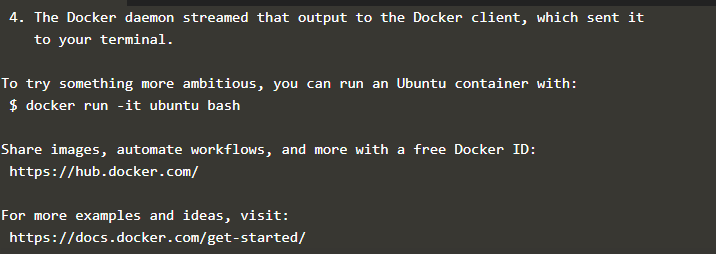 4. The Docker daemon streamed that output to the Docker client, which sent it
to your terminal.
To try something more ambitious, you can run an Ubuntu container with:
$ docker run -it ubuntu bash
Share images, automate workflows, and more with a free Docker ID:
https://hub.docker.com/
For more examples and ideas, visit:
https://docs.docker.com/get-started/